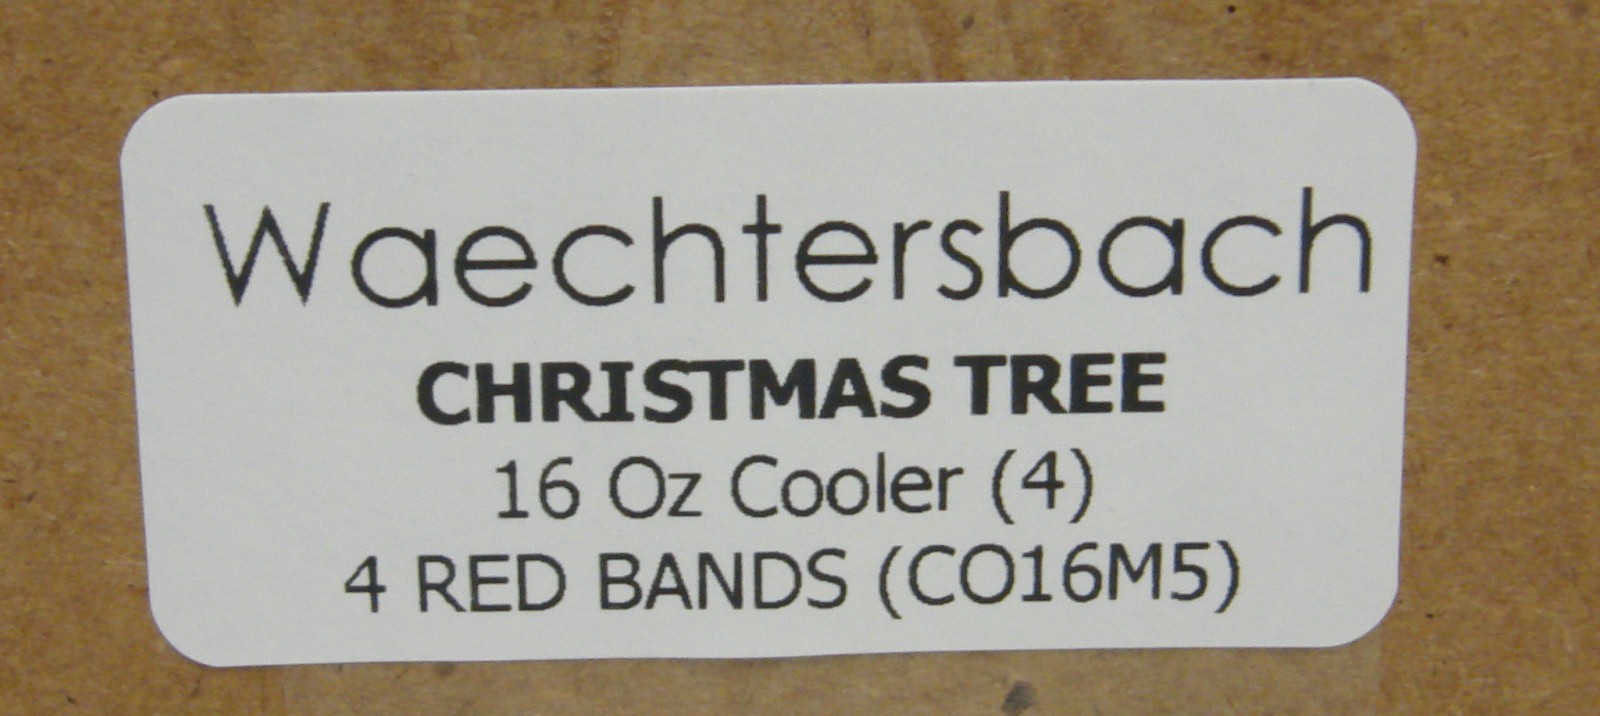 Waechtersbach
CHRISTMAS TREE
16 Oz Cooler (4)
4 RED BANDS (CO16M5)